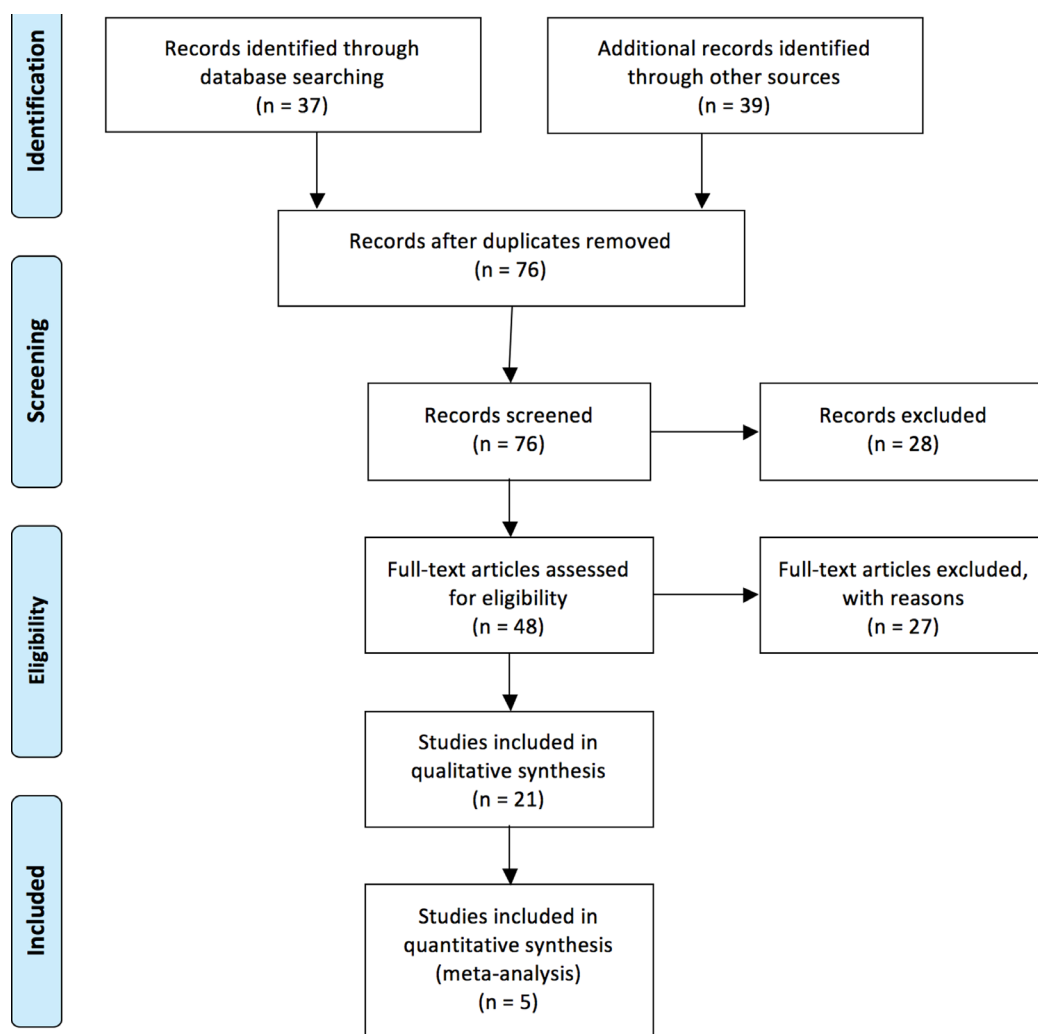 Identification
Records identified through
database searching
(n = 37)
Additional records identified
through other sources
(n = 39)
Records after duplicates removed
(n = 76)
Screening
Records screened
(n = 76)
Records excluded
(n = 28)
Eligibility
Full-text articles assessed
for eligibility
(n = 48)
Full-text articles excluded,
with reasons
(n = 27)
Studies included in
qualitative synthesis
(n = 21)
Included
Studies included in
quantitative synthesis
(meta-analysis)
(n = 5)